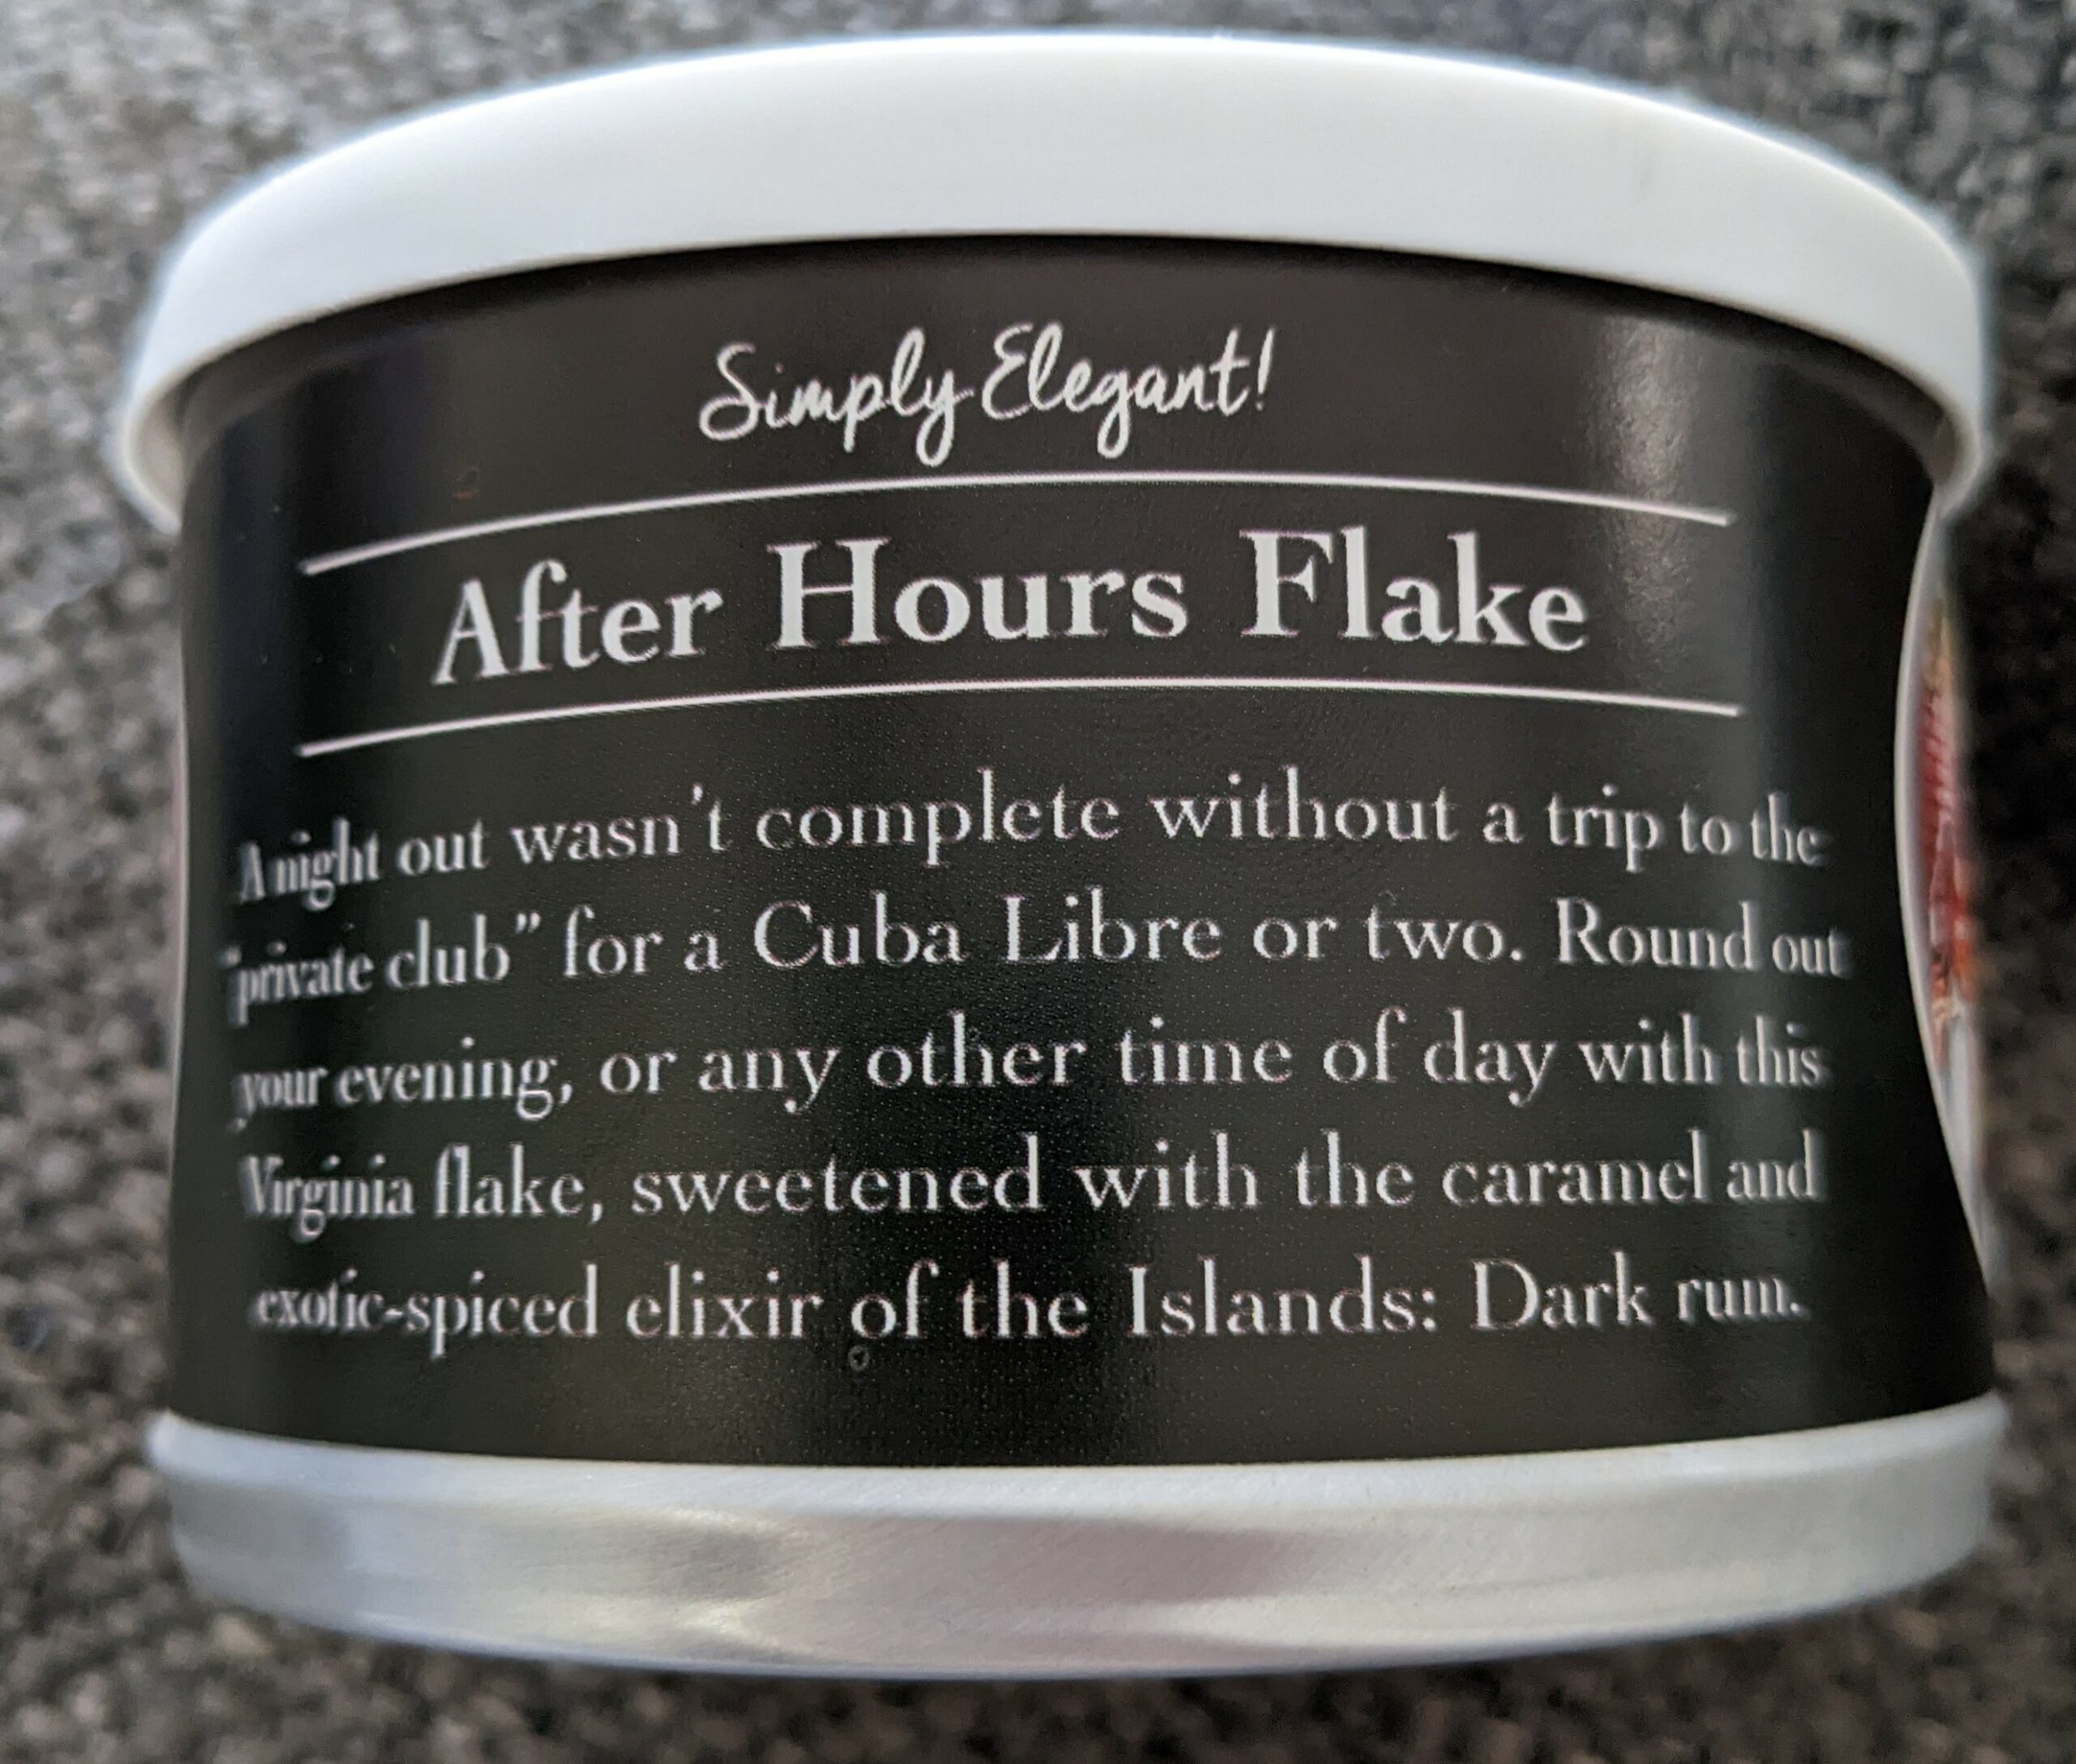 Simply Elegant!
After Hours Flake
A night out wasn't complete without a trip to the
"private club" for a Cuba Libre or two. Round out
your evening, or any other time of day with this
Virginia flake, sweetened with the caramel and
exotic-spiced elixir of the Islands: Dark rum.